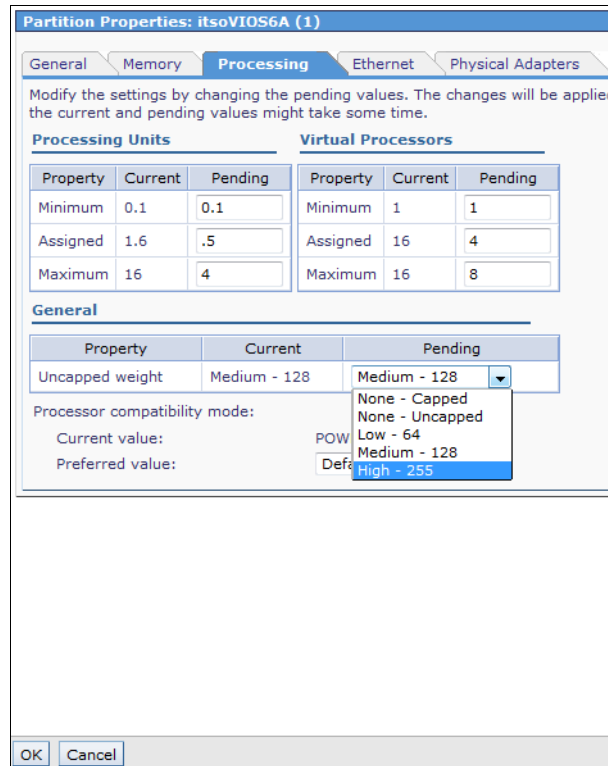 Partition Properties: itsoVIOS6A (1)
General Memory Processing Ethernet Physical Adapters
Modify the settings by changing the pending values. The changes will be applied
the current and pending values might take some time.
Processing Units Virtual Processors
Property Current Pending Property Current Pending
Minimum 0.1 0.1 Minimum 1 1
Assigned 1.6 .5 Assigned 16 4
Maximum 16 4 Maximum 16 8
General
Property Current Pending
Uncapped weight Medium - 128 Medium - 128
None - Capped
None - Uncapped
Low - 64
Medium - 128
High - 255
Processor compatibility mode:
Current value: POW
Preferred value: Defa
OK Cancel